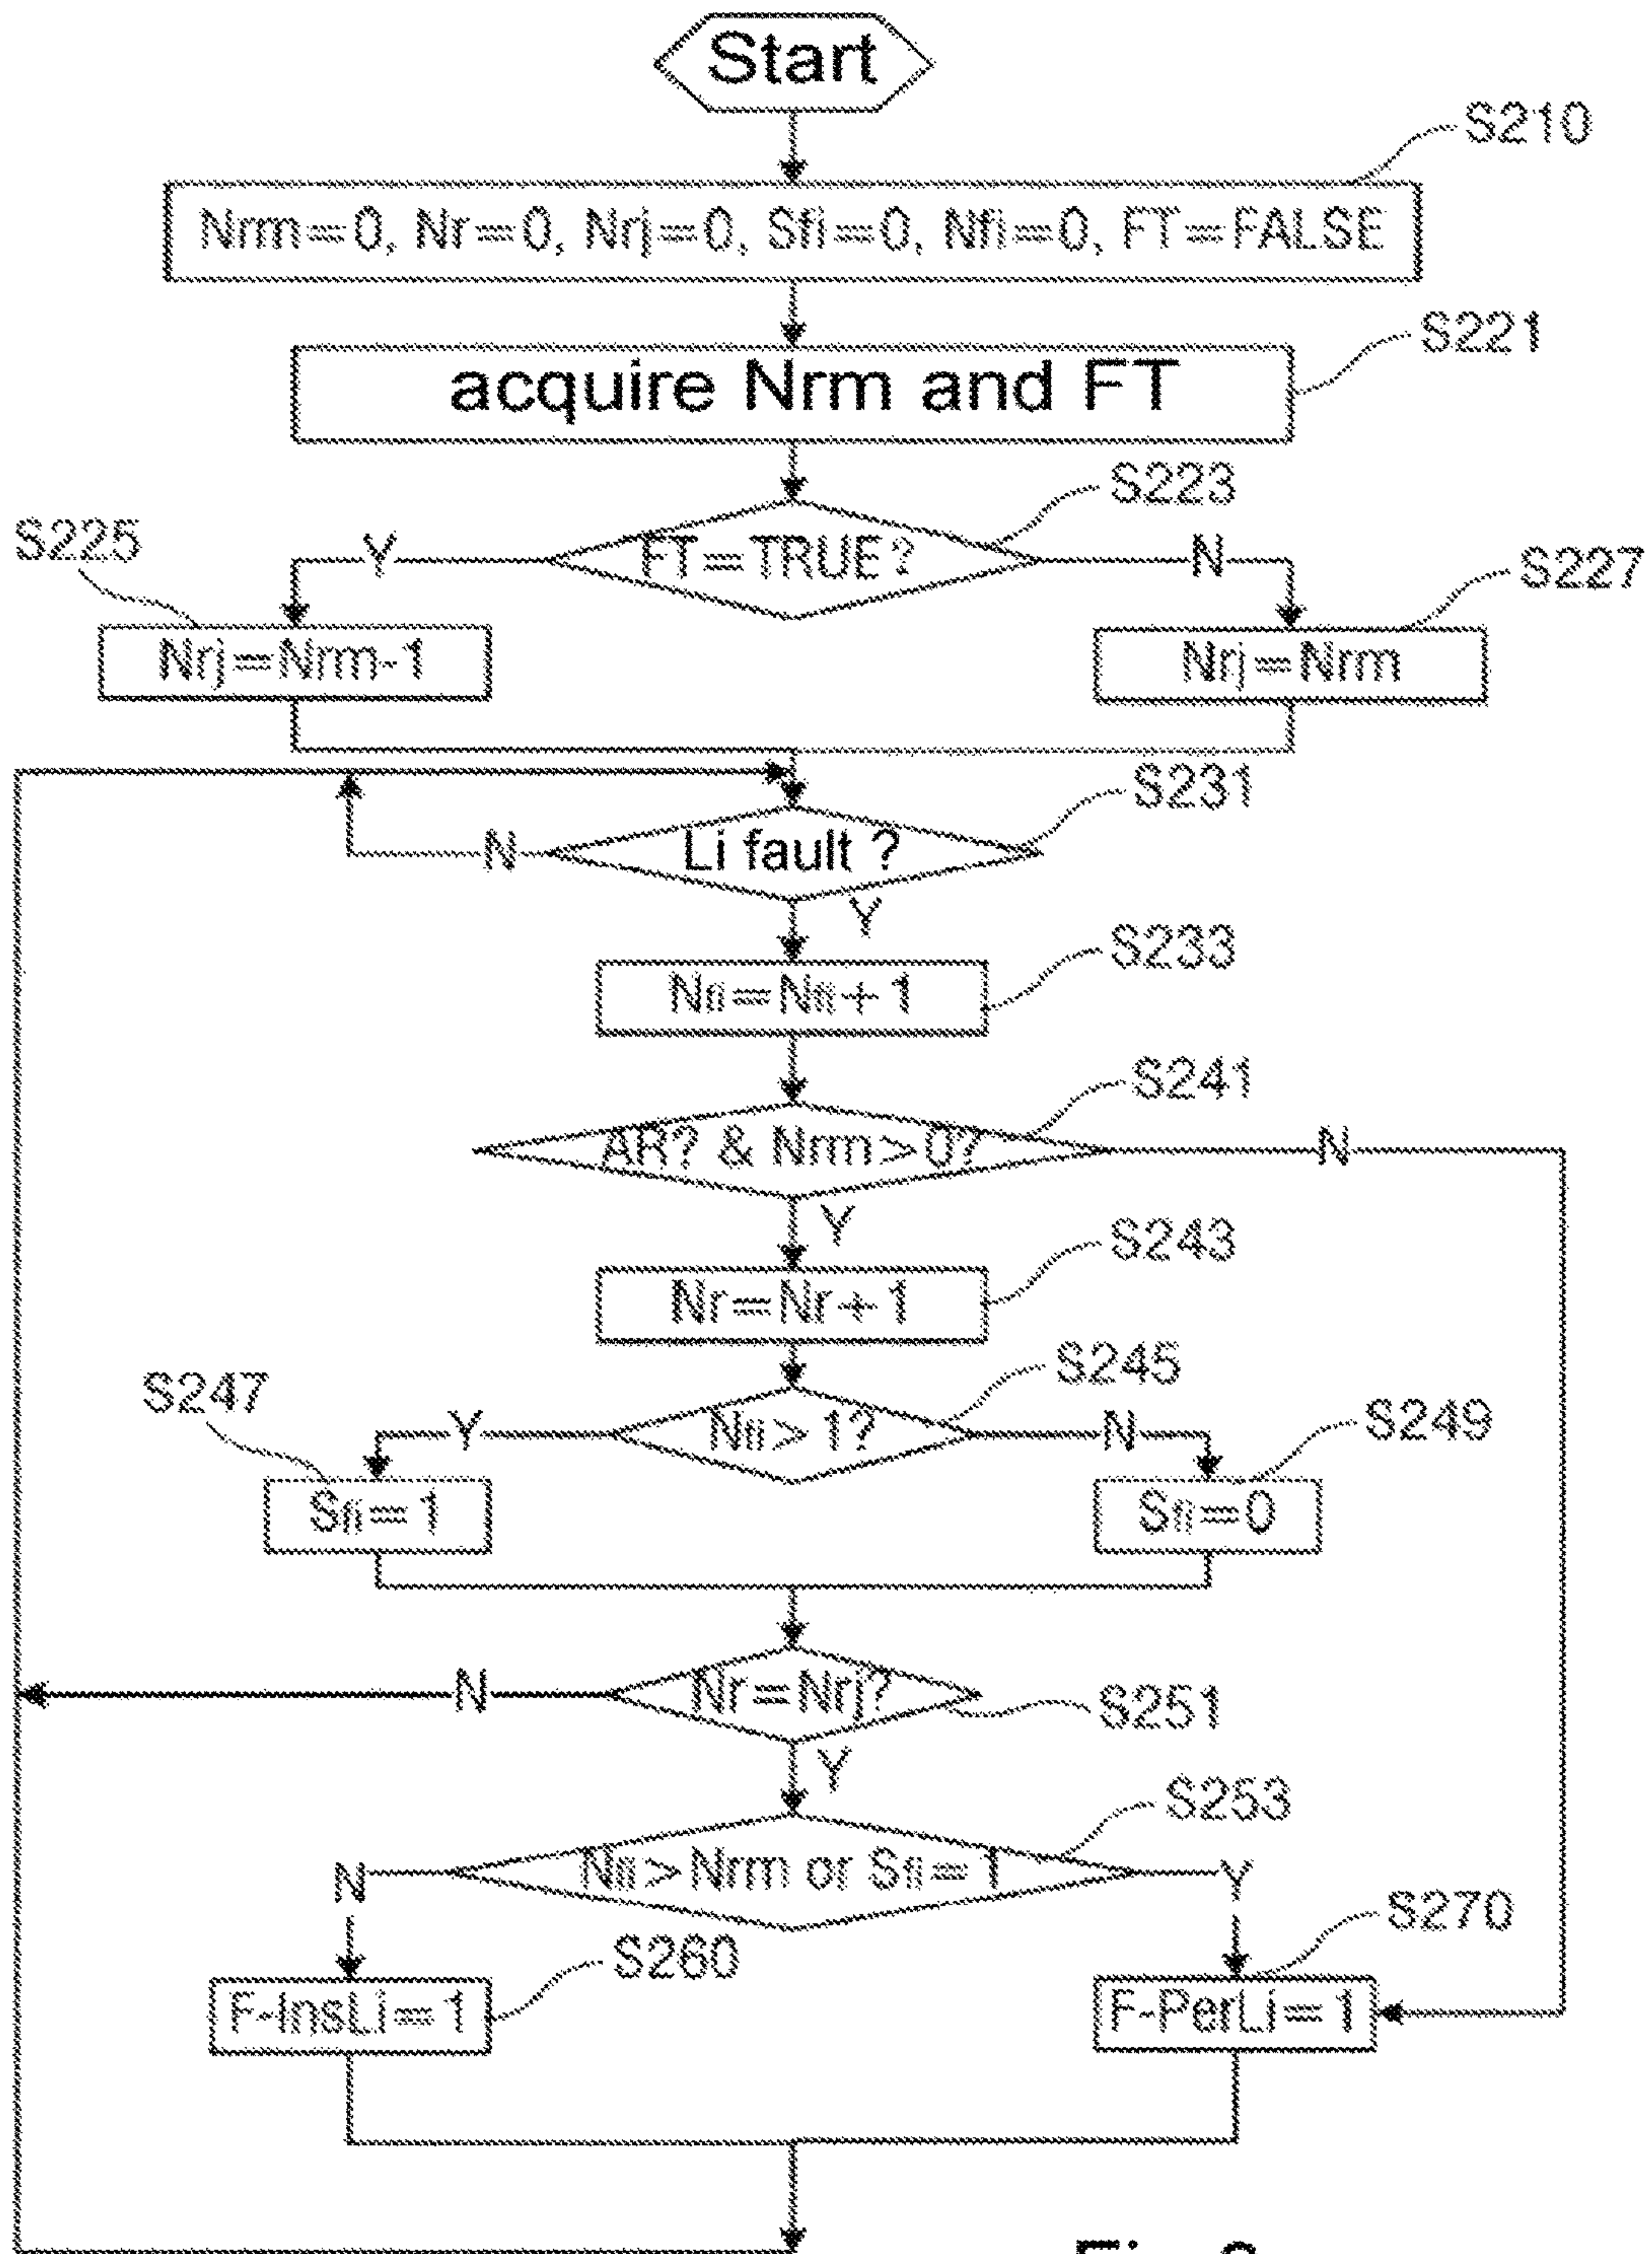 Start
S210
Nrm=0, Nr=0, Nrj=0, Sfi=0, Nfi=0, FT=FALSE
S221
acquire Nrm and FT
S223
S225
Y
FT=TRUE?
N
S227
Nrj=Nrm-1
Nrj=Nrm
S231
N
Li fault ?
Y
S233
Nfi=Nfi+1
S241
AR? & Nrm>0?
N
Y
S243
Nr=Nr+1
S245
S247
Y
Nfi>1?
N
S249
Sfi=1
Sfi=0
N
Nr=Nrj?
S251
Y
S253
N
Nfi>Nrm or Sfi=1
Y
S260
S270
F-InsLi=1
F-PerLi=1